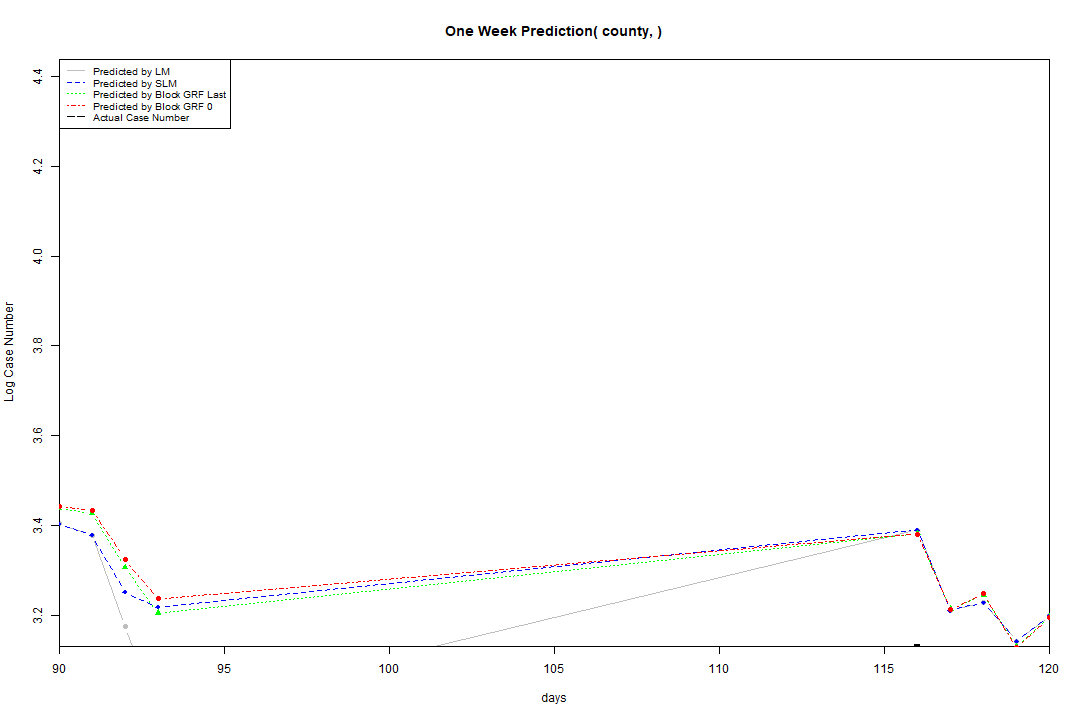 One Week Prediction( county, )
Predicted by LM
Predicted by SLM
Predicted by Block GRF Last
Predicted by Block GRF 0
Actual Case Number
4.4
4.2
4.0
3.8
3.6
3.4
3.2
Log Case Number
90 95 100 105 110 115 120
days